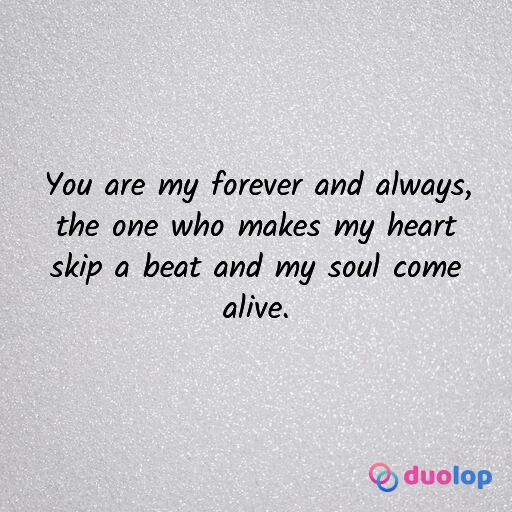 You are my forever and always,
the one who makes my heart
skip a beat and my soul come
alive.
duolop